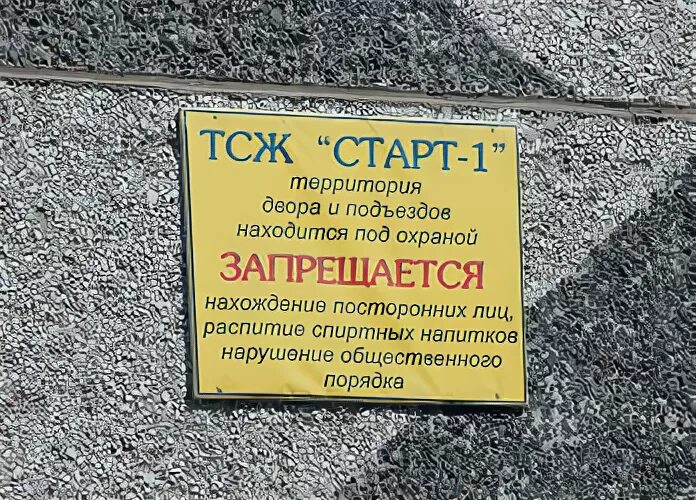 ТСЖ “СТАРТ-1”
территория
двора и подъездов
находится под охраной
ЗАПРЕЩАЕТСЯ
нахождение посторонних лиц,
распитие спиртных напитков
нарушение общественного
порядка